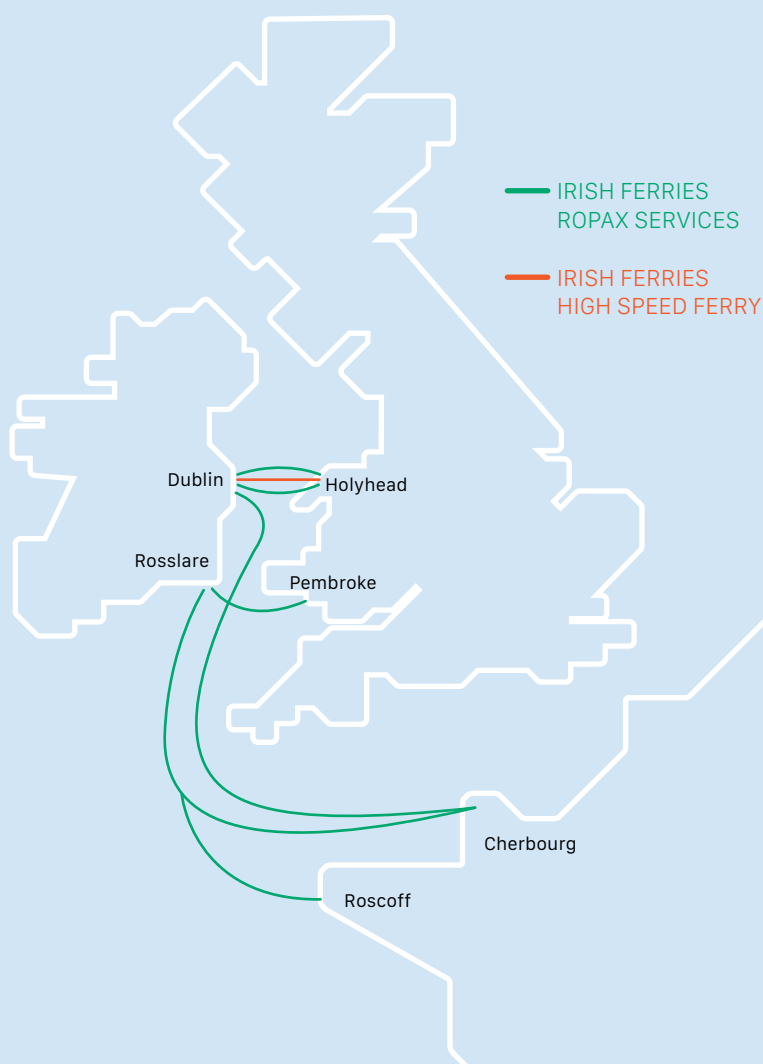 IRISH FERRIES
ROPAX SERVICES
IRISH FERRIES
HIGH SPEED FERRY
Dublin
Holyhead
Rosslare
Pembroke
Cherbourg
Roscoff